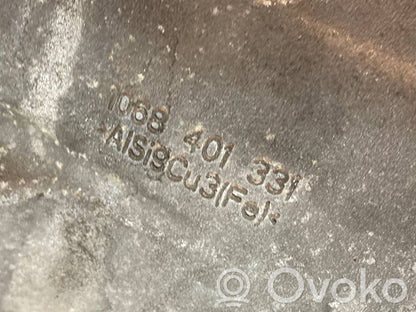 1068 401 331
-AlSi9Cu3(Fe)-
Ovoko